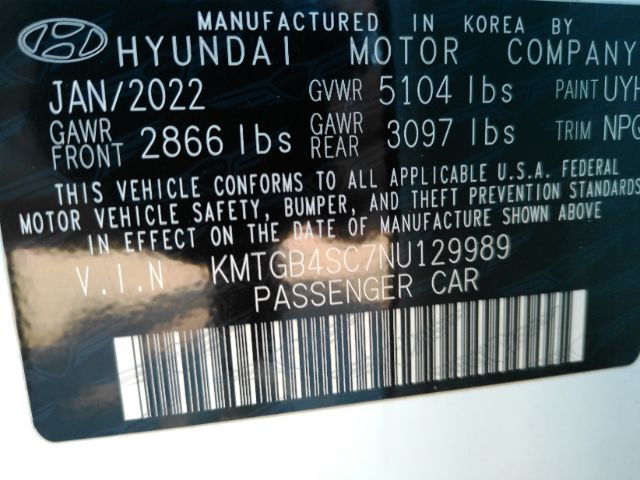 MANUFACTURED IN KOREA BY
HYUNDAI MOTOR COMPANY
JAN/2022 GVWR 5104 lbs PAINT UYH
GAWR FRONT 2866 lbs GAWR REAR 3097 lbs TRIM NPG
THIS VEHICLE CONFORMS TO ALL APPLICABLE U.S.A. FEDERAL
MOTOR VEHICLE SAFETY, BUMPER, AND THEFT PREVENTION STANDARDS
IN EFFECT ON THE DATE OF MANUFACTURE SHOWN ABOVE
V.I.N KMTGB4SC7NU129989
PASSENGER CAR